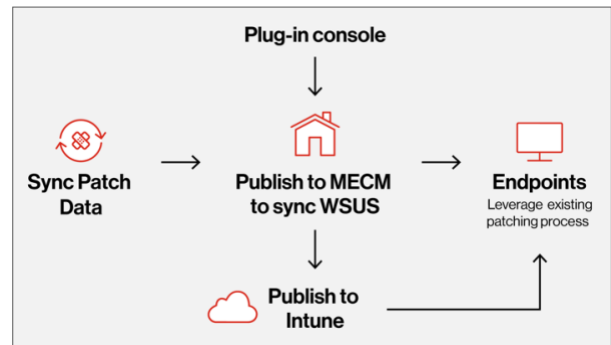 Plug-in console
Sync Patch
Data
Publish to MECM
to sync WSUS
Endpoints
Leverage existing
patching process
Publish to
Intune